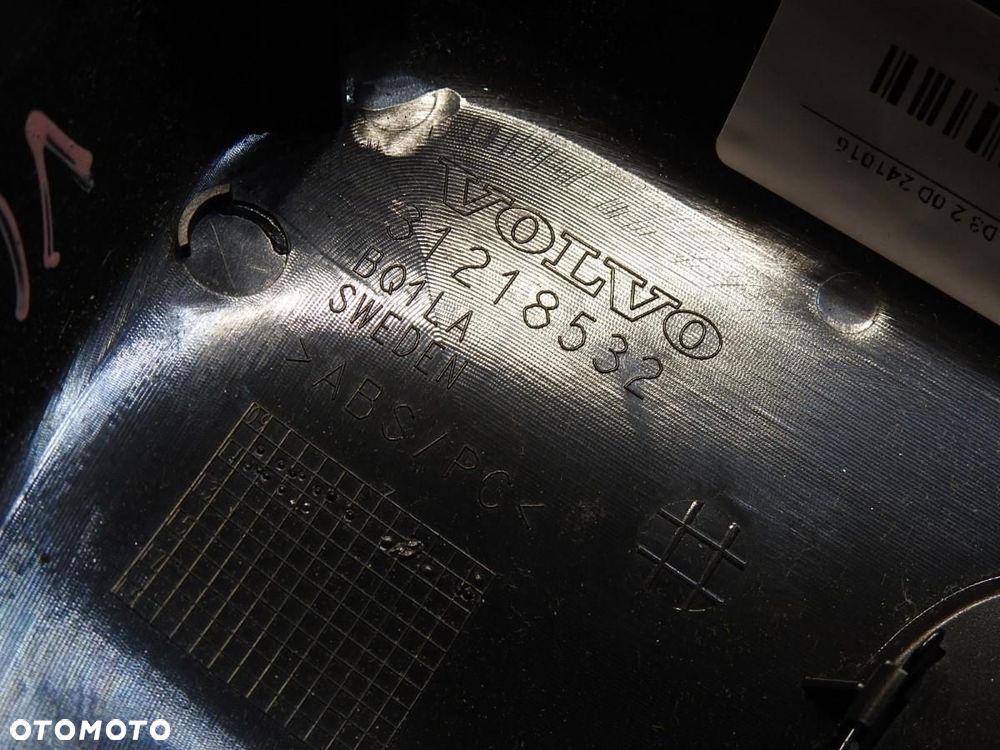 VOLVO
31218532
BQ1LA
SWEDEN
>ABS/PC<
D3 2 0D 241016
OTOMOTO